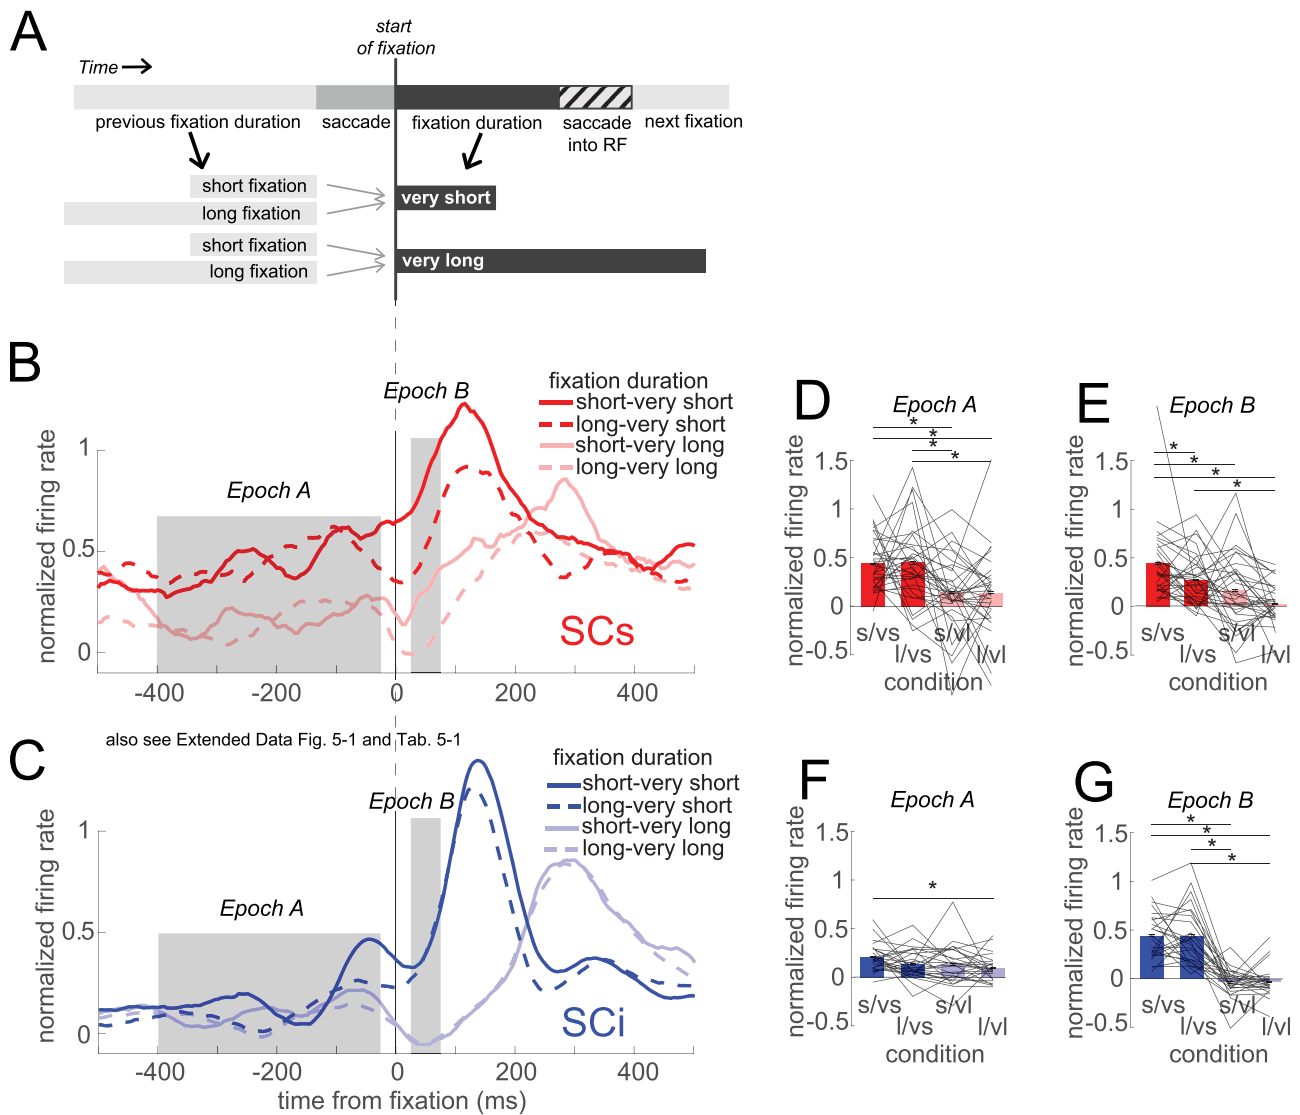 A
start
of fixation
Time
previous fixation duration
saccade
fixation duration
saccade
into RF
next fixation
short fixation
long fixation
very short
short fixation
long fixation
very long
B
Epoch B
Epoch A
fixation duration
short-very short
long-very short
short-very long
long-very long
normalized firing rate
1
0.5
0
SCs
-400
-200
0
200
400
also see Extended Data Fig. 5-1 and Tab. 5-1
C
Epoch B
Epoch A
fixation duration
short-very short
long-very short
short-very long
long-very long
normalized firing rate
1
0.5
0
SCi
-400
-200
0
200
400
time from fixation (ms)
D
Epoch A
*
*
*
*
normalized firing rate
1.5
1
0.5
0
-0.5
s/vs
l/vs
s/vl
l/vl
condition
E
Epoch B
*
*
*
*
normalized firing rate
1.5
1
0.5
0
-0.5
s/vs
l/vs
s/vl
l/vl
condition
F
Epoch A
*
normalized firing rate
1.5
1
0.5
0
-0.5
s/vs
l/vs
s/vl
l/vl
condition
G
Epoch B
*
*
*
*
normalized firing rate
1.5
1
0.5
0
-0.5
s/vs
l/vs
s/vl
l/vl
condition